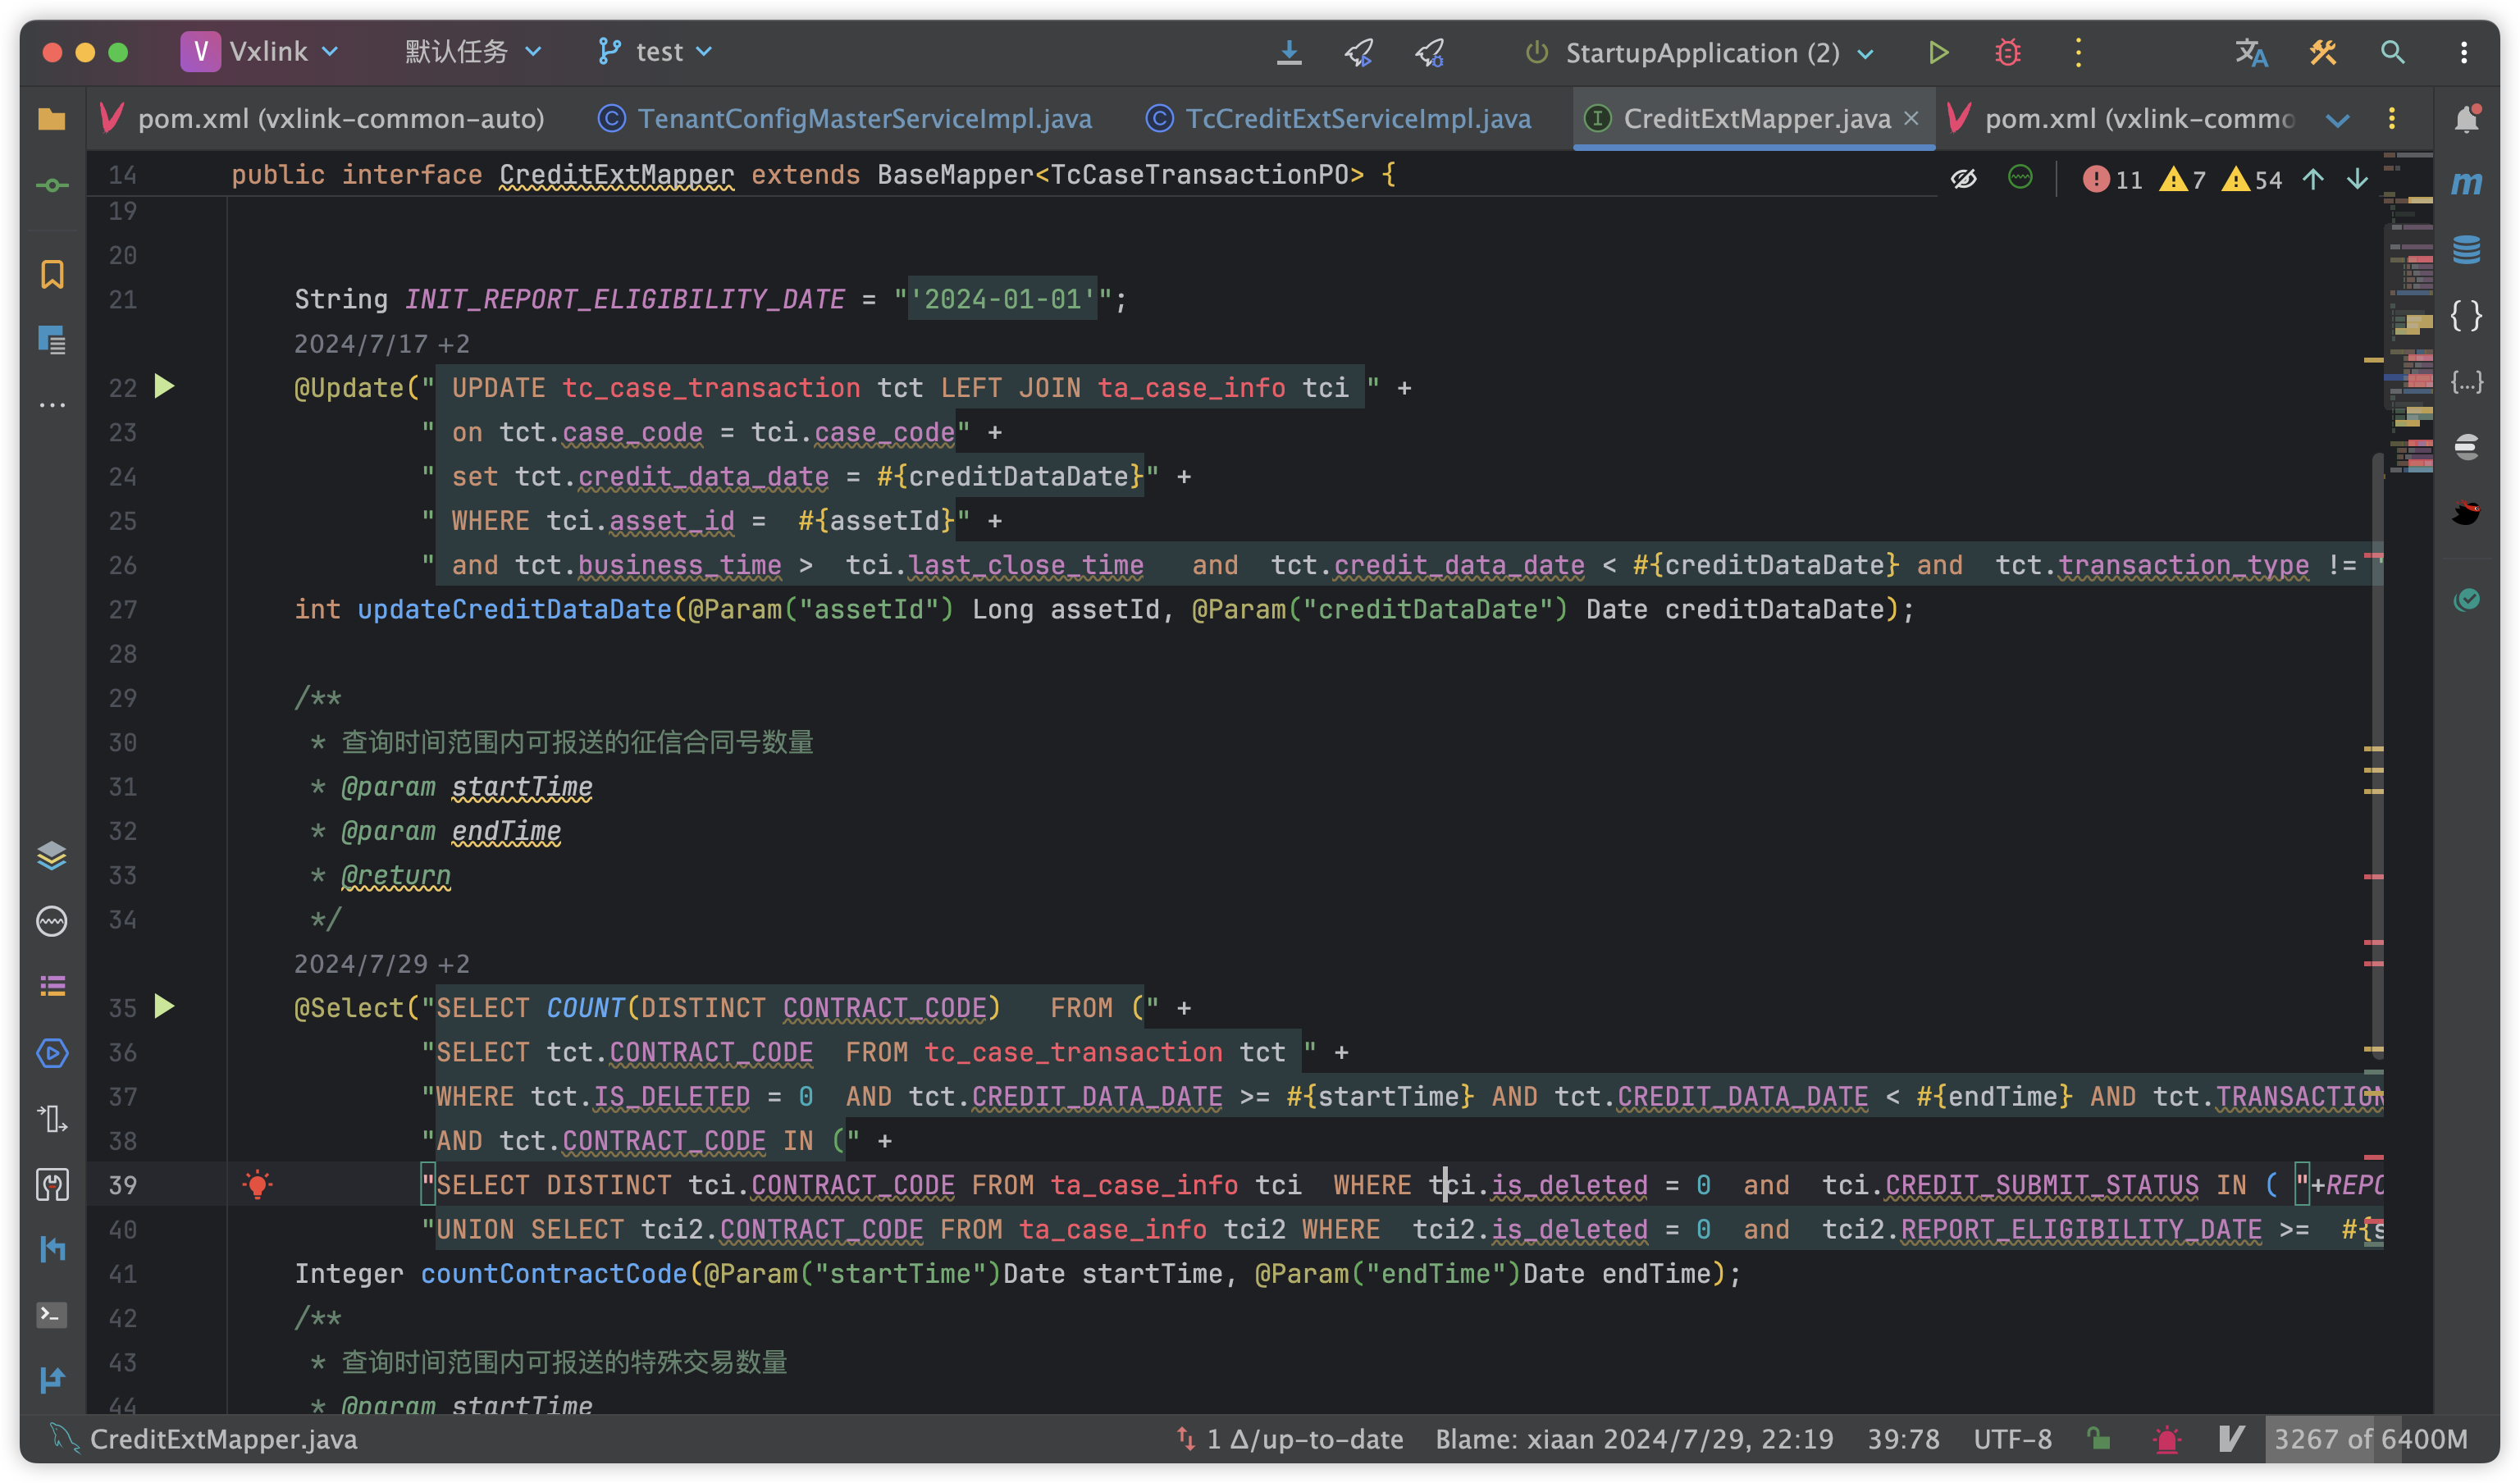 V Vxlink 默认任务 test StartupApplication (2)
pom.xml (vxlink-common-auto) TenantConfigMasterServiceImpl.java TcCreditExtServiceImpl.java CreditExtMapper.java pom.xml (vxlink-commo
14 public interface CreditExtMapper extends BaseMapper<TcCaseTransactionPO> { 11 7 54
19
20
21 String INIT_REPORT_ELIGIBILITY_DATE = "'2024-01-01'";
2024/7/17 +2
22 @Update(" UPDATE tc_case_transaction tct LEFT JOIN ta_case_info tci " +
23 " on tct.case_code = tci.case_code" +
24 " set tct.credit_data_date = #{creditDataDate}" +
25 " WHERE tci.asset_id =  #{assetId}" +
26 " and tct.business_time >  tci.last_close_time   and  tct.credit_data_date < #{creditDataDate} and  tct.transaction_type != '
27 int updateCreditDataDate(@Param("assetId") Long assetId, @Param("creditDataDate") Date creditDataDate);
28
29 /**
30 * 查询时间范围内可报送的征信合同号数量
31 * @param startTime
32 * @param endTime
33 * @return
34 */
2024/7/29 +2
35 @Select("SELECT COUNT(DISTINCT CONTRACT_CODE)   FROM (" +
36 "SELECT tct.CONTRACT_CODE  FROM tc_case_transaction tct " +
37 "WHERE tct.IS_DELETED = 0  AND tct.CREDIT_DATA_DATE >= #{startTime} AND tct.CREDIT_DATA_DATE < #{endTime} AND tct.TRANSACTION
38 "AND tct.CONTRACT_CODE IN (" +
39 "SELECT DISTINCT tci.CONTRACT_CODE FROM ta_case_info tci  WHERE tci.is_deleted = 0  and  tci.CREDIT_SUBMIT_STATUS IN ( "+REPO
40 "UNION SELECT tci2.CONTRACT_CODE FROM ta_case_info tci2 WHERE  tci2.is_deleted = 0  and  tci2.REPORT_ELIGIBILITY_DATE >=  #{s
41 Integer countContractCode(@Param("startTime")Date startTime, @Param("endTime")Date endTime);
42 /**
43 * 查询时间范围内可报送的特殊交易数量
44 * @param startTime
CreditExtMapper.java 1 Δ/up-to-date Blame: xiaan 2024/7/29, 22:19 39:78 UTF-8 3267 of 6400M